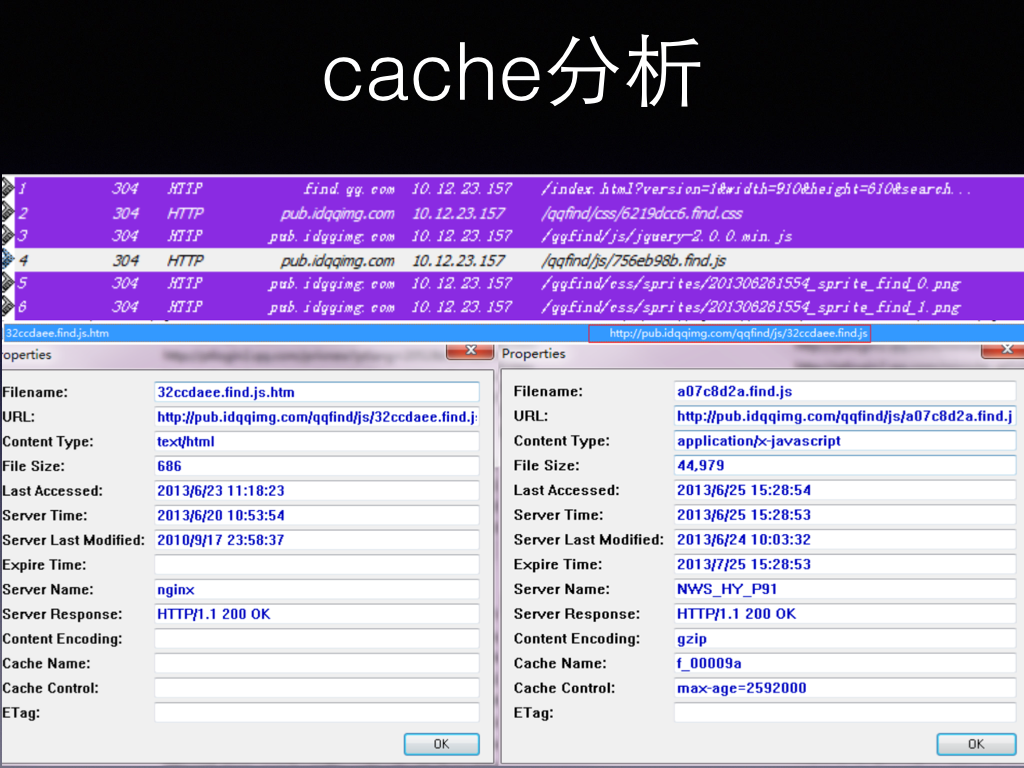 cache分析
1 304 HTTP find.qq.com 10.12.23.157 /index.html?version=1&width=910&height=610&search...
2 304 HTTP pub.idqqimg.com 10.12.23.157 /qqfind/css/6219dcc6.find.css
3 304 HTTP pub.idqqimg.com 10.12.23.157 /qqfind/js/jquery-2.0.0.min.js
4 304 HTTP pub.idqqimg.com 10.12.23.157 /qqfind/js/756eb98b.find.js
5 304 HTTP pub.idqqimg.com 10.12.23.157 /qqfind/css/sprites/201306261554_sprite_find_0.png
6 304 HTTP pub.idqqimg.com 10.12.23.157 /qqfind/css/sprites/201306261554_sprite_find_1.png
32ccdaee.find.js.htm http://pub.idqqimg.com/qqfind/js/32ccdaee.find.js
roperties
Filename: 32ccdaee.find.js.htm
URL: http://pub.idqqimg.com/qqfind/js/32ccdaee.find.js
Content Type: text/html
File Size: 686
Last Accessed: 2013/6/23 11:18:23
Server Time: 2013/6/20 10:53:54
Server Last Modified: 2010/9/17 23:58:37
Expire Time:
Server Name: nginx
Server Response: HTTP/1.1 200 OK
Content Encoding:
Cache Name:
Cache Control:
ETag:
OK
Properties
Filename: a07c8d2a.find.js
URL: http://pub.idqqimg.com/qqfind/js/a07c8d2a.find.j
Content Type: application/x-javascript
File Size: 44,979
Last Accessed: 2013/6/25 15:28:54
Server Time: 2013/6/25 15:28:53
Server Last Modified: 2013/6/24 10:03:32
Expire Time: 2013/7/25 15:28:53
Server Name: NWS_HY_P91
Server Response: HTTP/1.1 200 OK
Content Encoding: gzip
Cache Name: f_00009a
Cache Control: max-age=2592000
ETag:
OK